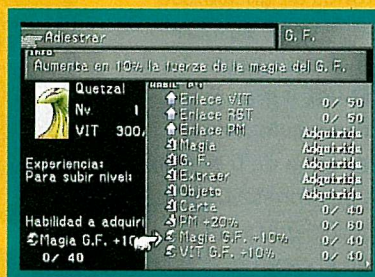 Adiestrar
G. F.
INFO
Aumenta en 10% la fuerza de la magia del G. F.
Quetzal
Nv. 1
VIT 300/
Experiencia:
Para subir nivel:
Habilidad a adquiri
Magia G.F. +10%
0/ 40
Enlace VIT 0/ 50
Enlace RST 0/ 50
Enlace PM Adquirida
Magia Adquirida
G. F. Adquirida
Extraer Adquirida
Objeto Adquirida
Carta 0/ 40
PM +20% 0/ 60
Magia G.F. +10% 0/ 40
VIT G.F. +10% 0/ 40